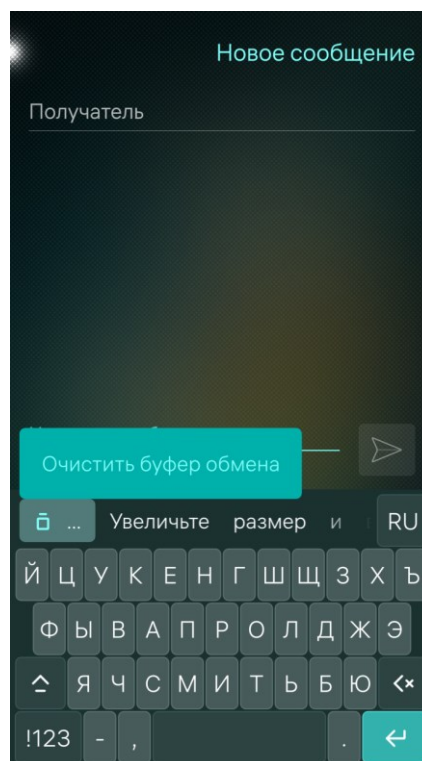 Новое сообщение
Получатель
Очистить буфер обмена
... Увеличьте размер и RU
Й Ц У К Е Н Г Ш Щ З Х Ъ
Ф Ы В А П Р О Л Д Ж Э
Я Ч С М И Т Ь Б Ю
!123 - , .